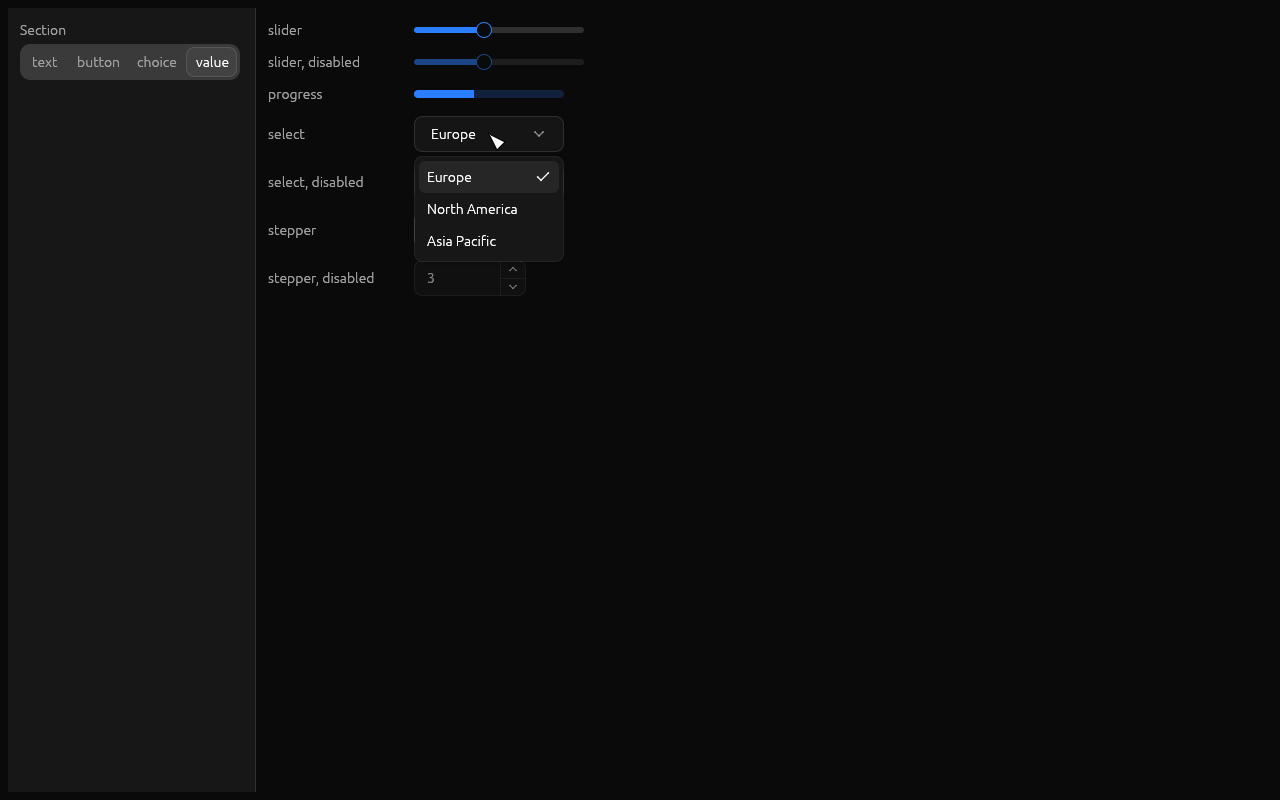 Section
text button choice value
slider
slider, disabled
progress
select Europe
Europe
select, disabled
North America
stepper
Asia Pacific
stepper, disabled 3